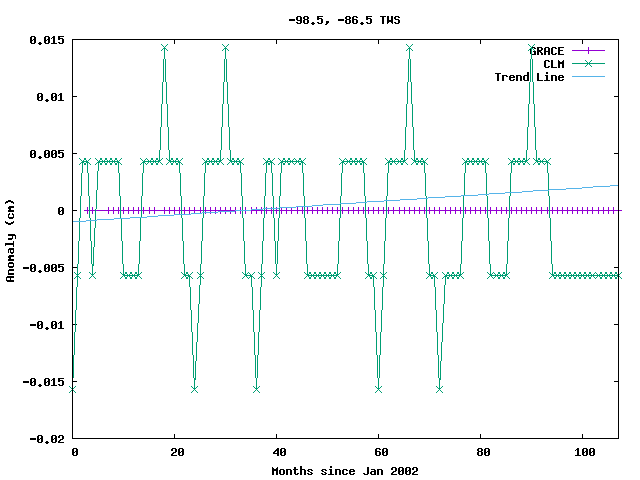 -98.5, -86.5 TWS
GRACE
CLM
Trend Line
0.015
0.01
0.005
0
-0.005
-0.01
-0.015
-0.02
Anomaly (cm)
0 20 40 60 80 100
Months since Jan 2002